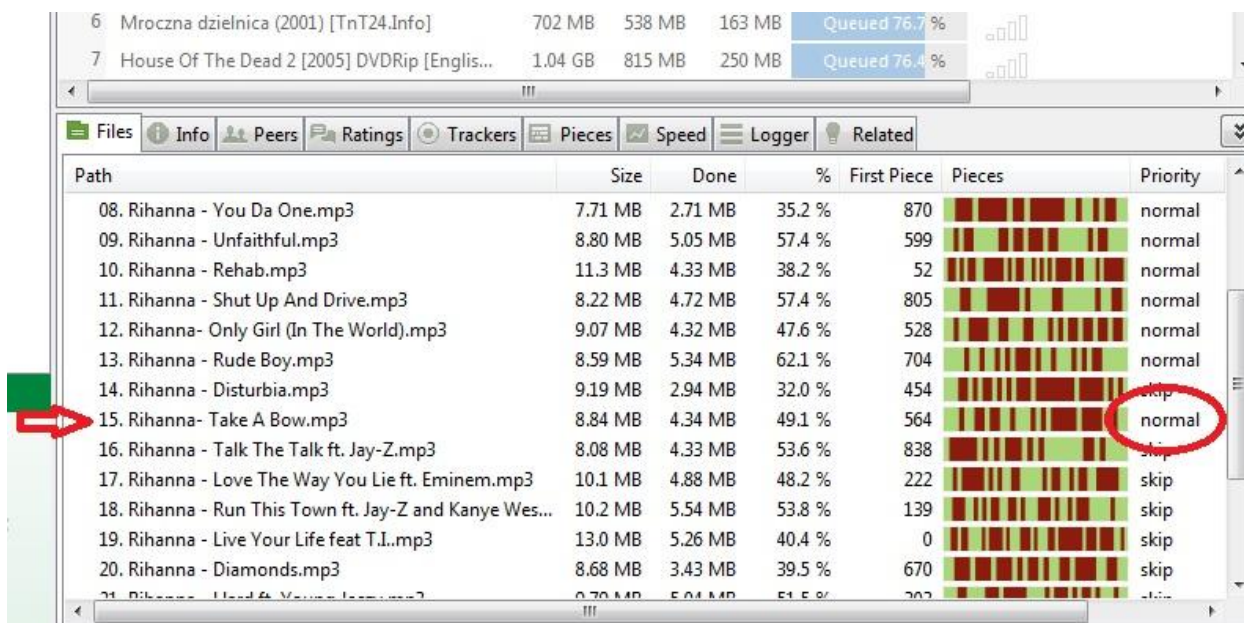 6 Mroczna dzielnica (2001) [TnT24.Info] 702 MB 538 MB 163 MB Queued 76.7 %
7 House Of The Dead 2 [2005] DVDRip [Englis... 1.04 GB 815 MB 250 MB Queued 76.4 %
Files Info Peers Ratings Trackers Pieces Speed Logger Related
Path Size Done % First Piece Pieces Priority
08. Rihanna - You Da One.mp3 7.71 MB 2.71 MB 35.2 % 870 normal
09. Rihanna - Unfaithful.mp3 8.80 MB 5.05 MB 57.4 % 599 normal
10. Rihanna - Rehab.mp3 11.3 MB 4.33 MB 38.2 % 52 normal
11. Rihanna - Shut Up And Drive.mp3 8.22 MB 4.72 MB 57.4 % 805 normal
12. Rihanna- Only Girl (In The World).mp3 9.07 MB 4.32 MB 47.6 % 528 normal
13. Rihanna - Rude Boy.mp3 8.59 MB 5.34 MB 62.1 % 704 normal
14. Rihanna - Disturbia.mp3 9.19 MB 2.94 MB 32.0 % 454 skip
15. Rihanna- Take A Bow.mp3 8.84 MB 4.34 MB 49.1 % 564 normal
16. Rihanna - Talk The Talk ft. Jay-Z.mp3 8.08 MB 4.33 MB 53.6 % 838 skip
17. Rihanna - Love The Way You Lie ft. Eminem.mp3 10.1 MB 4.88 MB 48.2 % 222 skip
18. Rihanna - Run This Town ft. Jay-Z and Kanye Wes... 10.2 MB 5.54 MB 53.8 % 139 skip
19. Rihanna - Live Your Life feat T.I..mp3 13.0 MB 5.26 MB 40.4 % 0 skip
20. Rihanna - Diamonds.mp3 8.68 MB 3.43 MB 39.5 % 670 skip